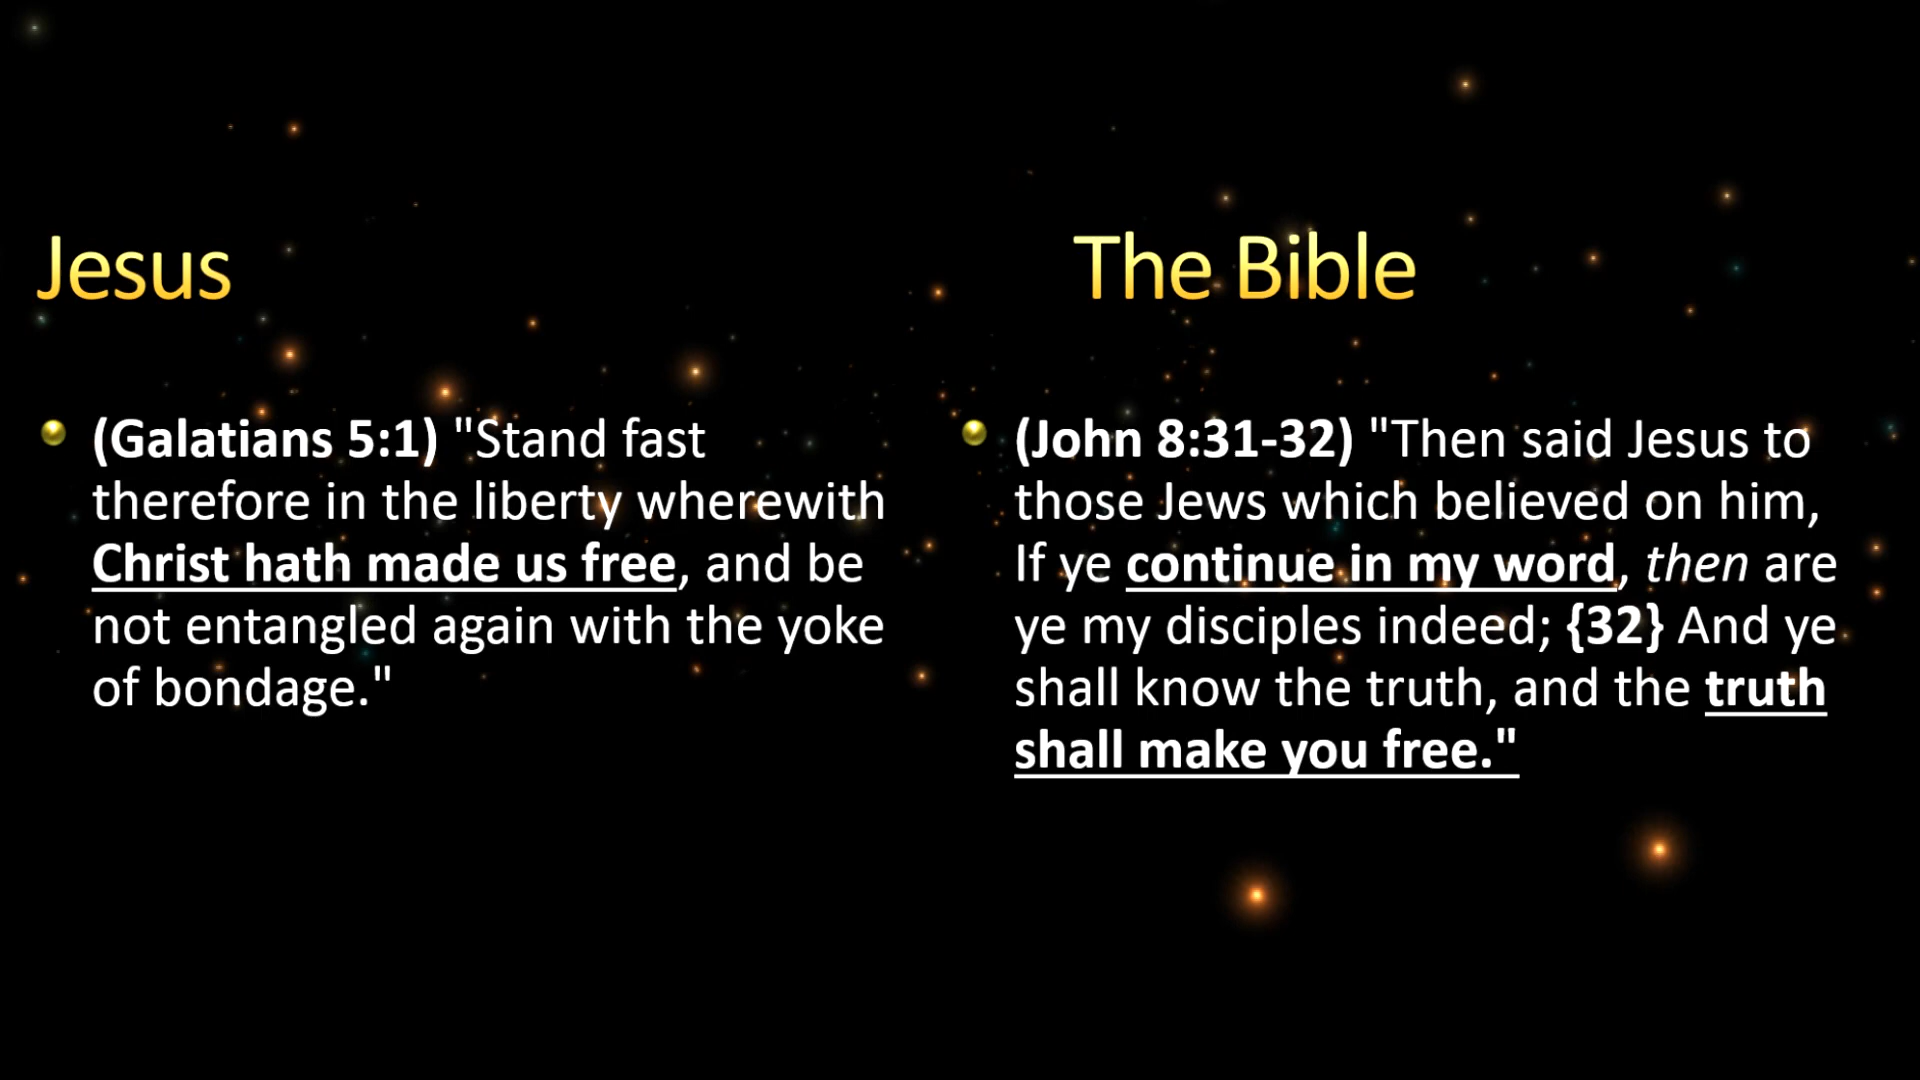 Jesus
(Galatians 5:1) "Stand fast
therefore in the liberty wherewith
Christ hath made us free, and be
not entangled again with the yoke
of bondage."
The Bible
(John 8:31-32) "Then said Jesus to
those Jews which believed on him,
If ye continue in my word, then are
ye my disciples indeed; {32} And ye
shall know the truth, and the truth
shall make you free."